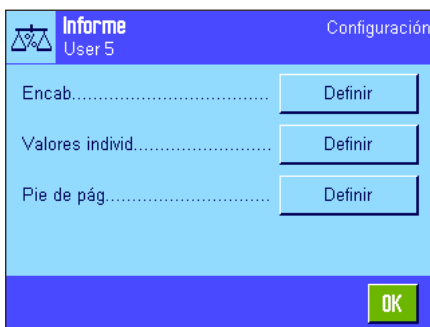 Informe Configuración
User 5
Encab................................... Definir
Valores individ......................... Definir
Pie de pág.............................. Definir
OK